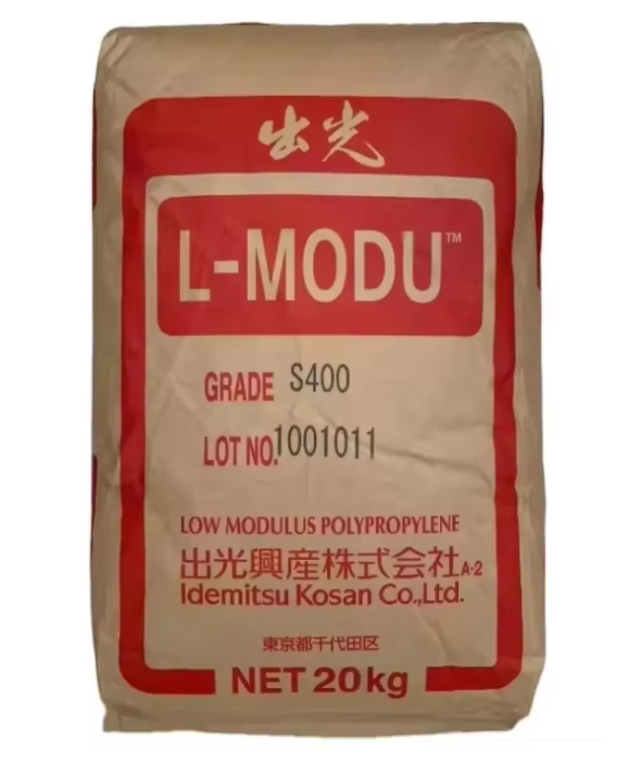 出光
L-MODU™
GRADE S400
LOT NO.1001011
LOW MODULUS POLYPROPYLENE
出光興産株式会社A-2
Idemitsu Kosan Co.,Ltd.
東京都千代田区
NET 20kg